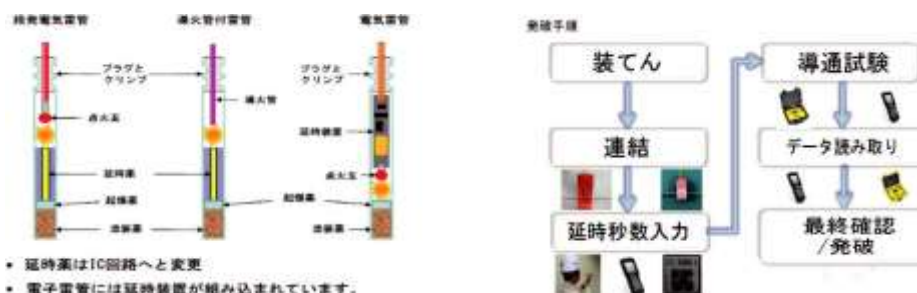 段発電気雷管
導火管付雷管
電気雷管
プラグと
クリンプ
プラグと
クリンプ
導火管
点火玉
延時装置
点火玉
延時薬
起爆薬
起爆薬
添装薬
添装薬
• 延時薬はIC回路へと変更
• 電子雷管には延時装置が組み込まれています。
発破手順
装てん
連結
延時秒数入力
導通試験
データ読み取り
最終確認
/発破